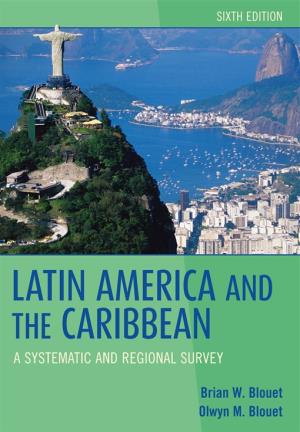 SIXTH EDITION
LATIN AMERICA AND
THE CARIBBEAN
A SYSTEMATIC AND REGIONAL SURVEY
Brian W. Blouet
Olwyn M. Blouet